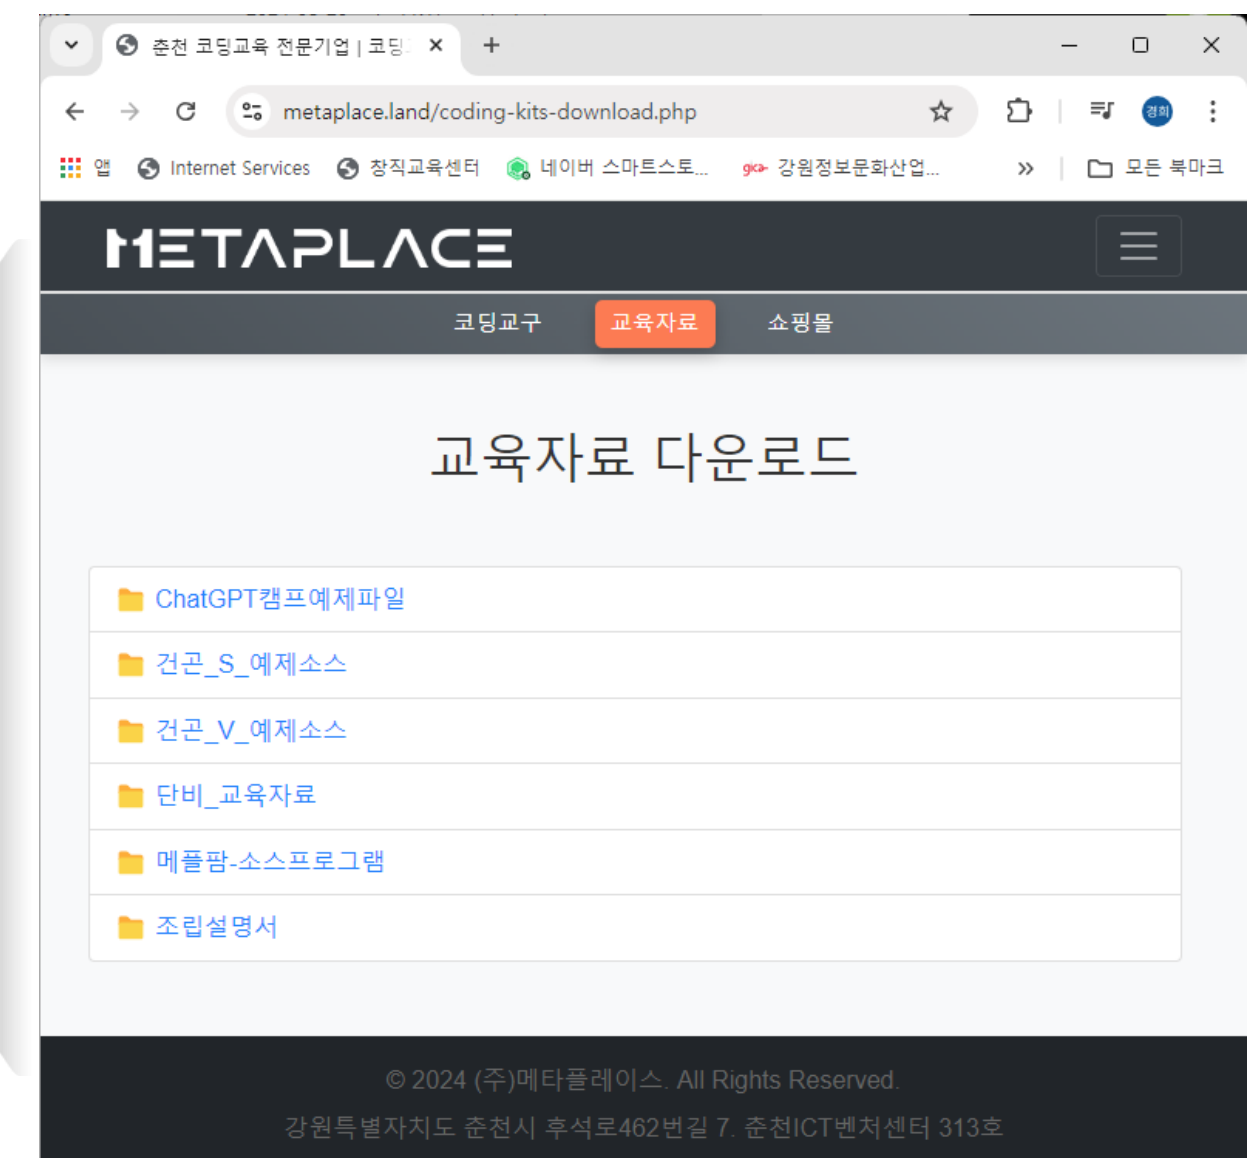 춘천 코딩교육 전문기업 | 코딩
metaplace.land/coding-kits-download.php
경희
앱 Internet Services 창직교육센터 네이버 스마트스토... gica 강원정보문화산업... 모든 북마크
METAPLACE
코딩교구 교육자료 쇼핑몰
교육자료 다운로드
ChatGPT캠프예제파일
건곤_S_예제소스
건곤_V_예제소스
단비_교육자료
메플팜-소스프로그램
조립설명서
© 2024 (주)메타플레이스. All Rights Reserved.
강원특별자치도 춘천시 후석로462번길 7. 춘천ICT벤처센터 313호